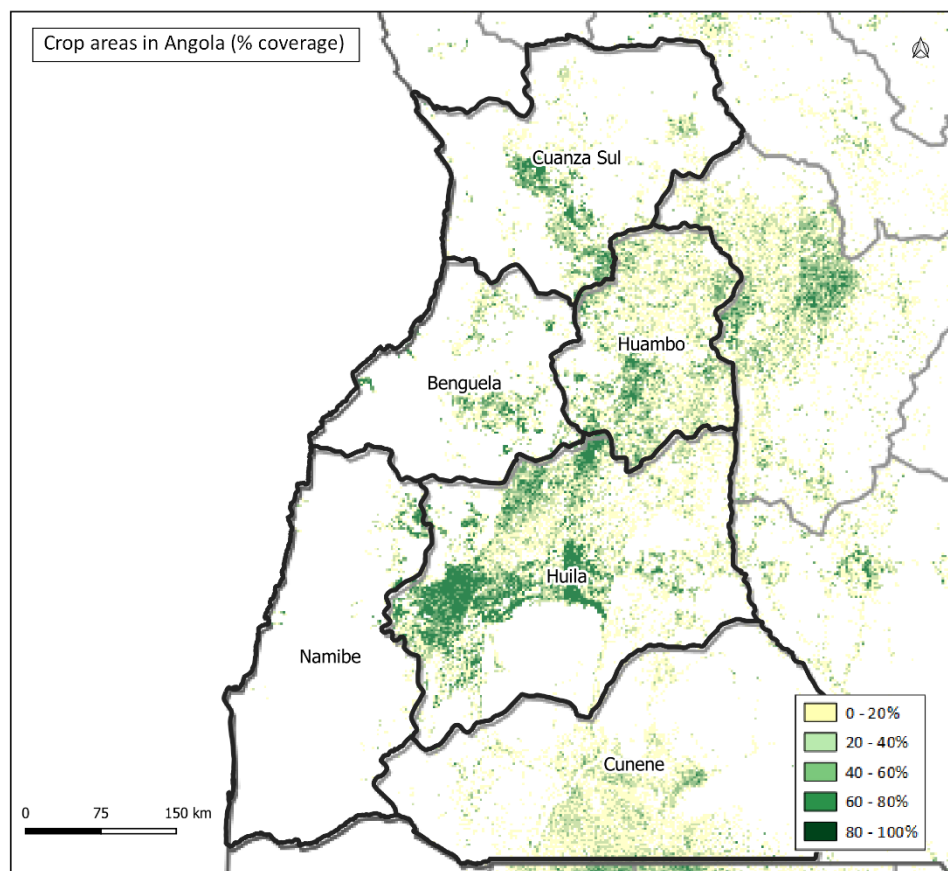 Crop areas in Angola (% coverage)
Cuanza Sul
Huambo
Benguela
Huila
Namibe
Cunene
0 - 20%
20 - 40%
40 - 60%
60 - 80%
80 - 100%
0 75 150 km